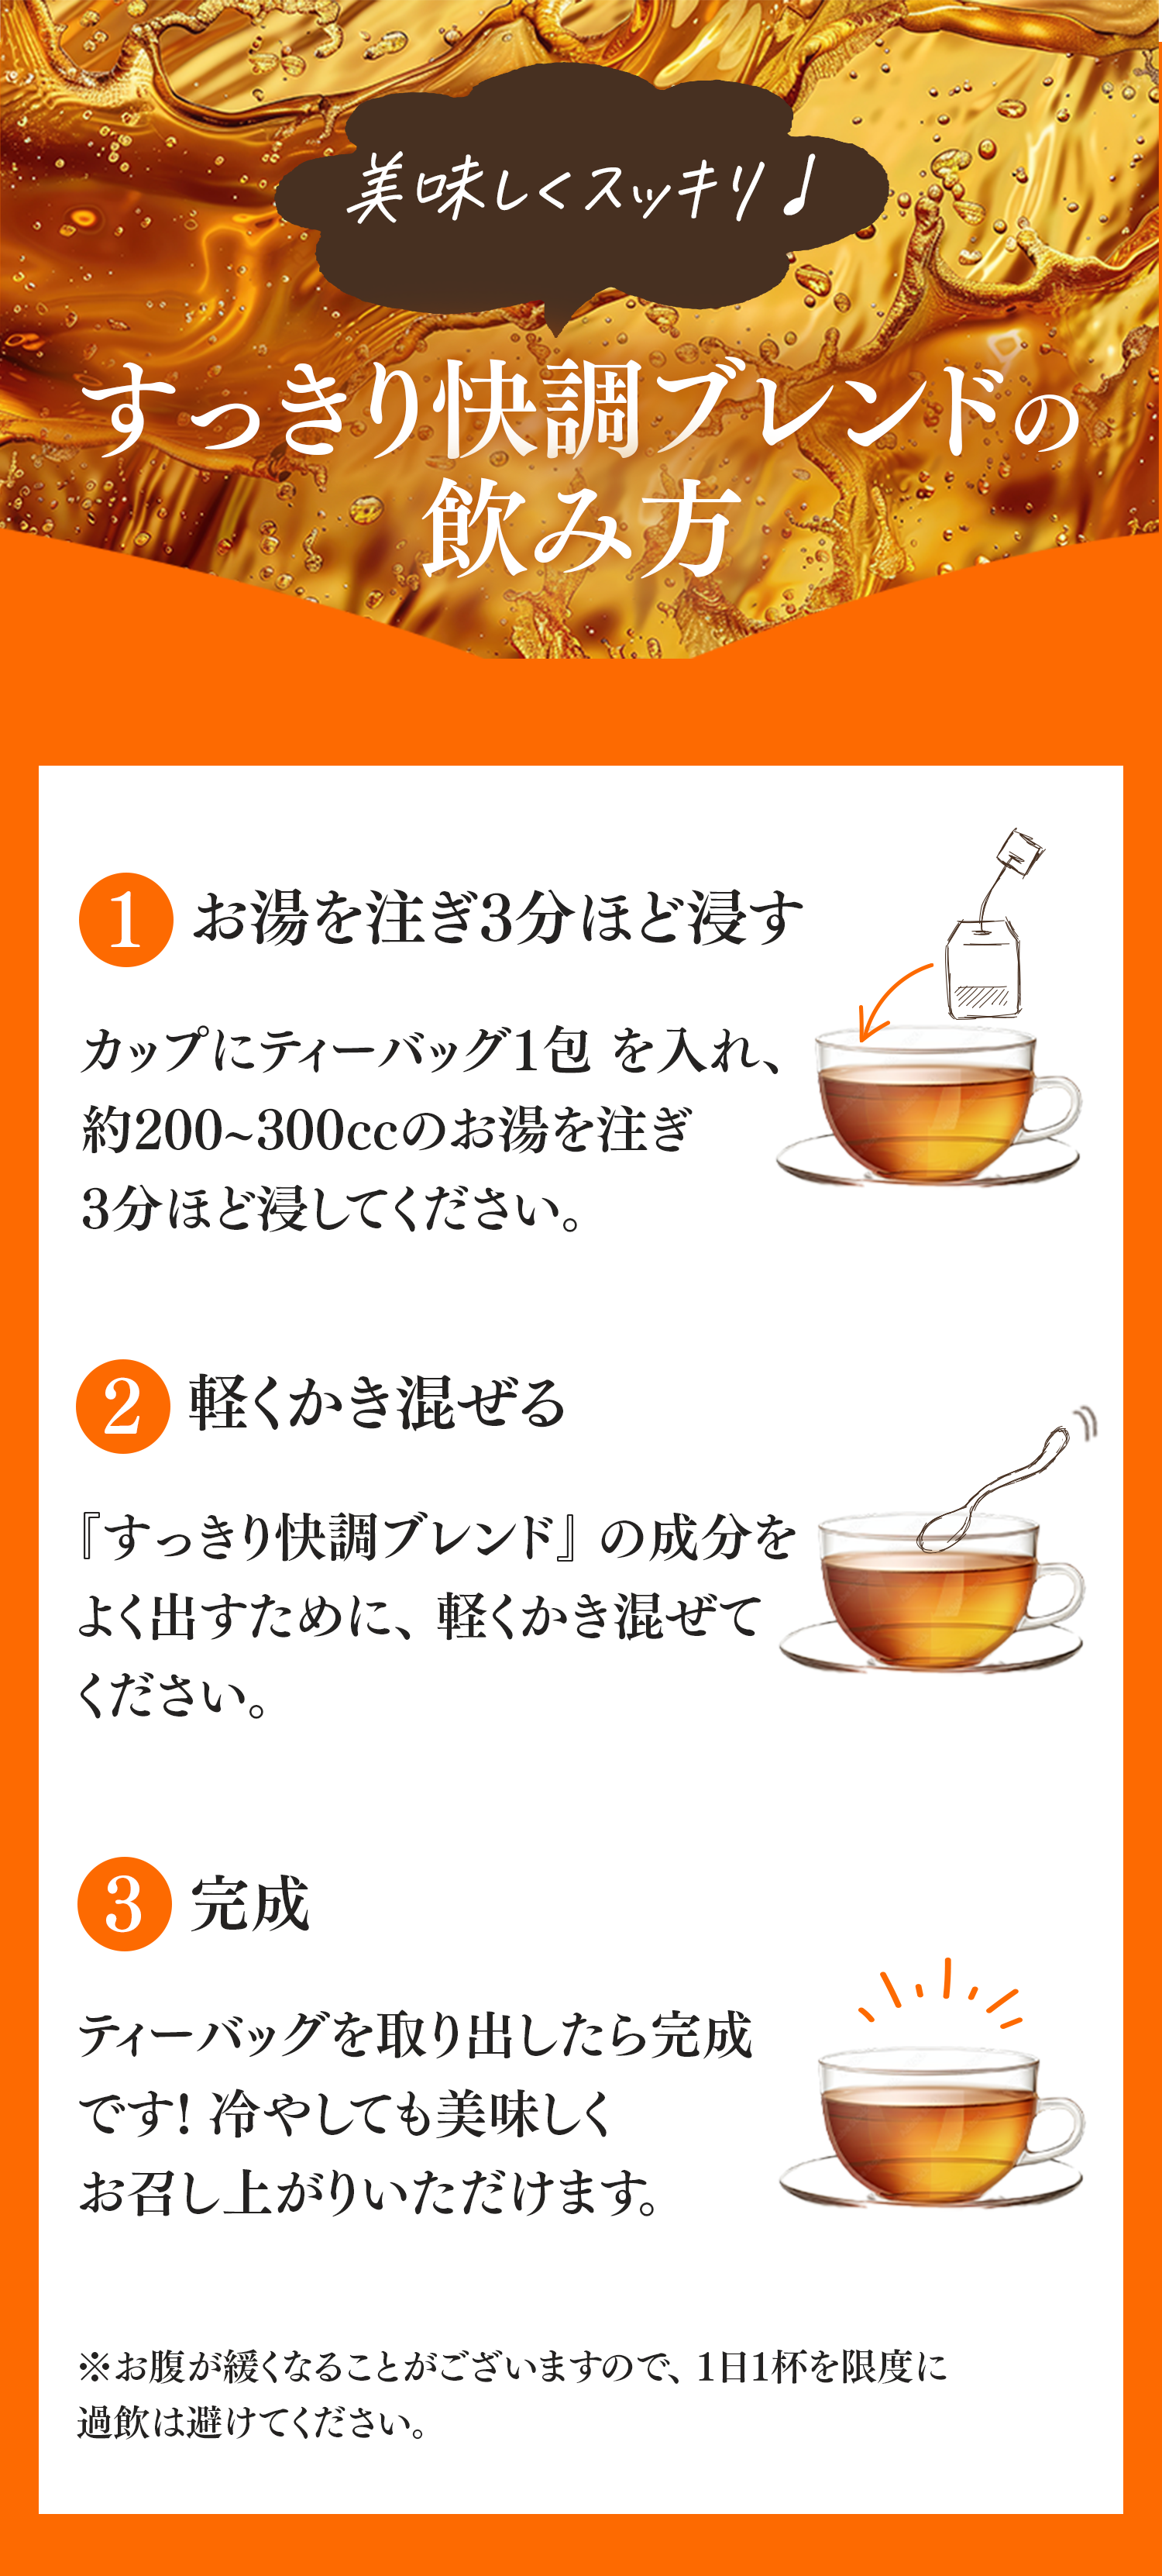 美味しくスッキリ♩
すっきり快調ブレンドの
飲み方
1 お湯を注ぎ3分ほど浸す
カップにティーバッグ1包 を入れ、
約200~300ccのお湯を注ぎ
3分ほど浸してください。
2 軽くかき混ぜる
『すっきり快調ブレンド』の成分を
よく出すために、軽くかき混ぜて
ください。
3 完成
ティーバッグを取り出したら完成
です! 冷やしても美味しく
お召し上がりいただけます。
※お腹が緩くなることがございますので、1日1杯を限度に
過飲は避けてください。